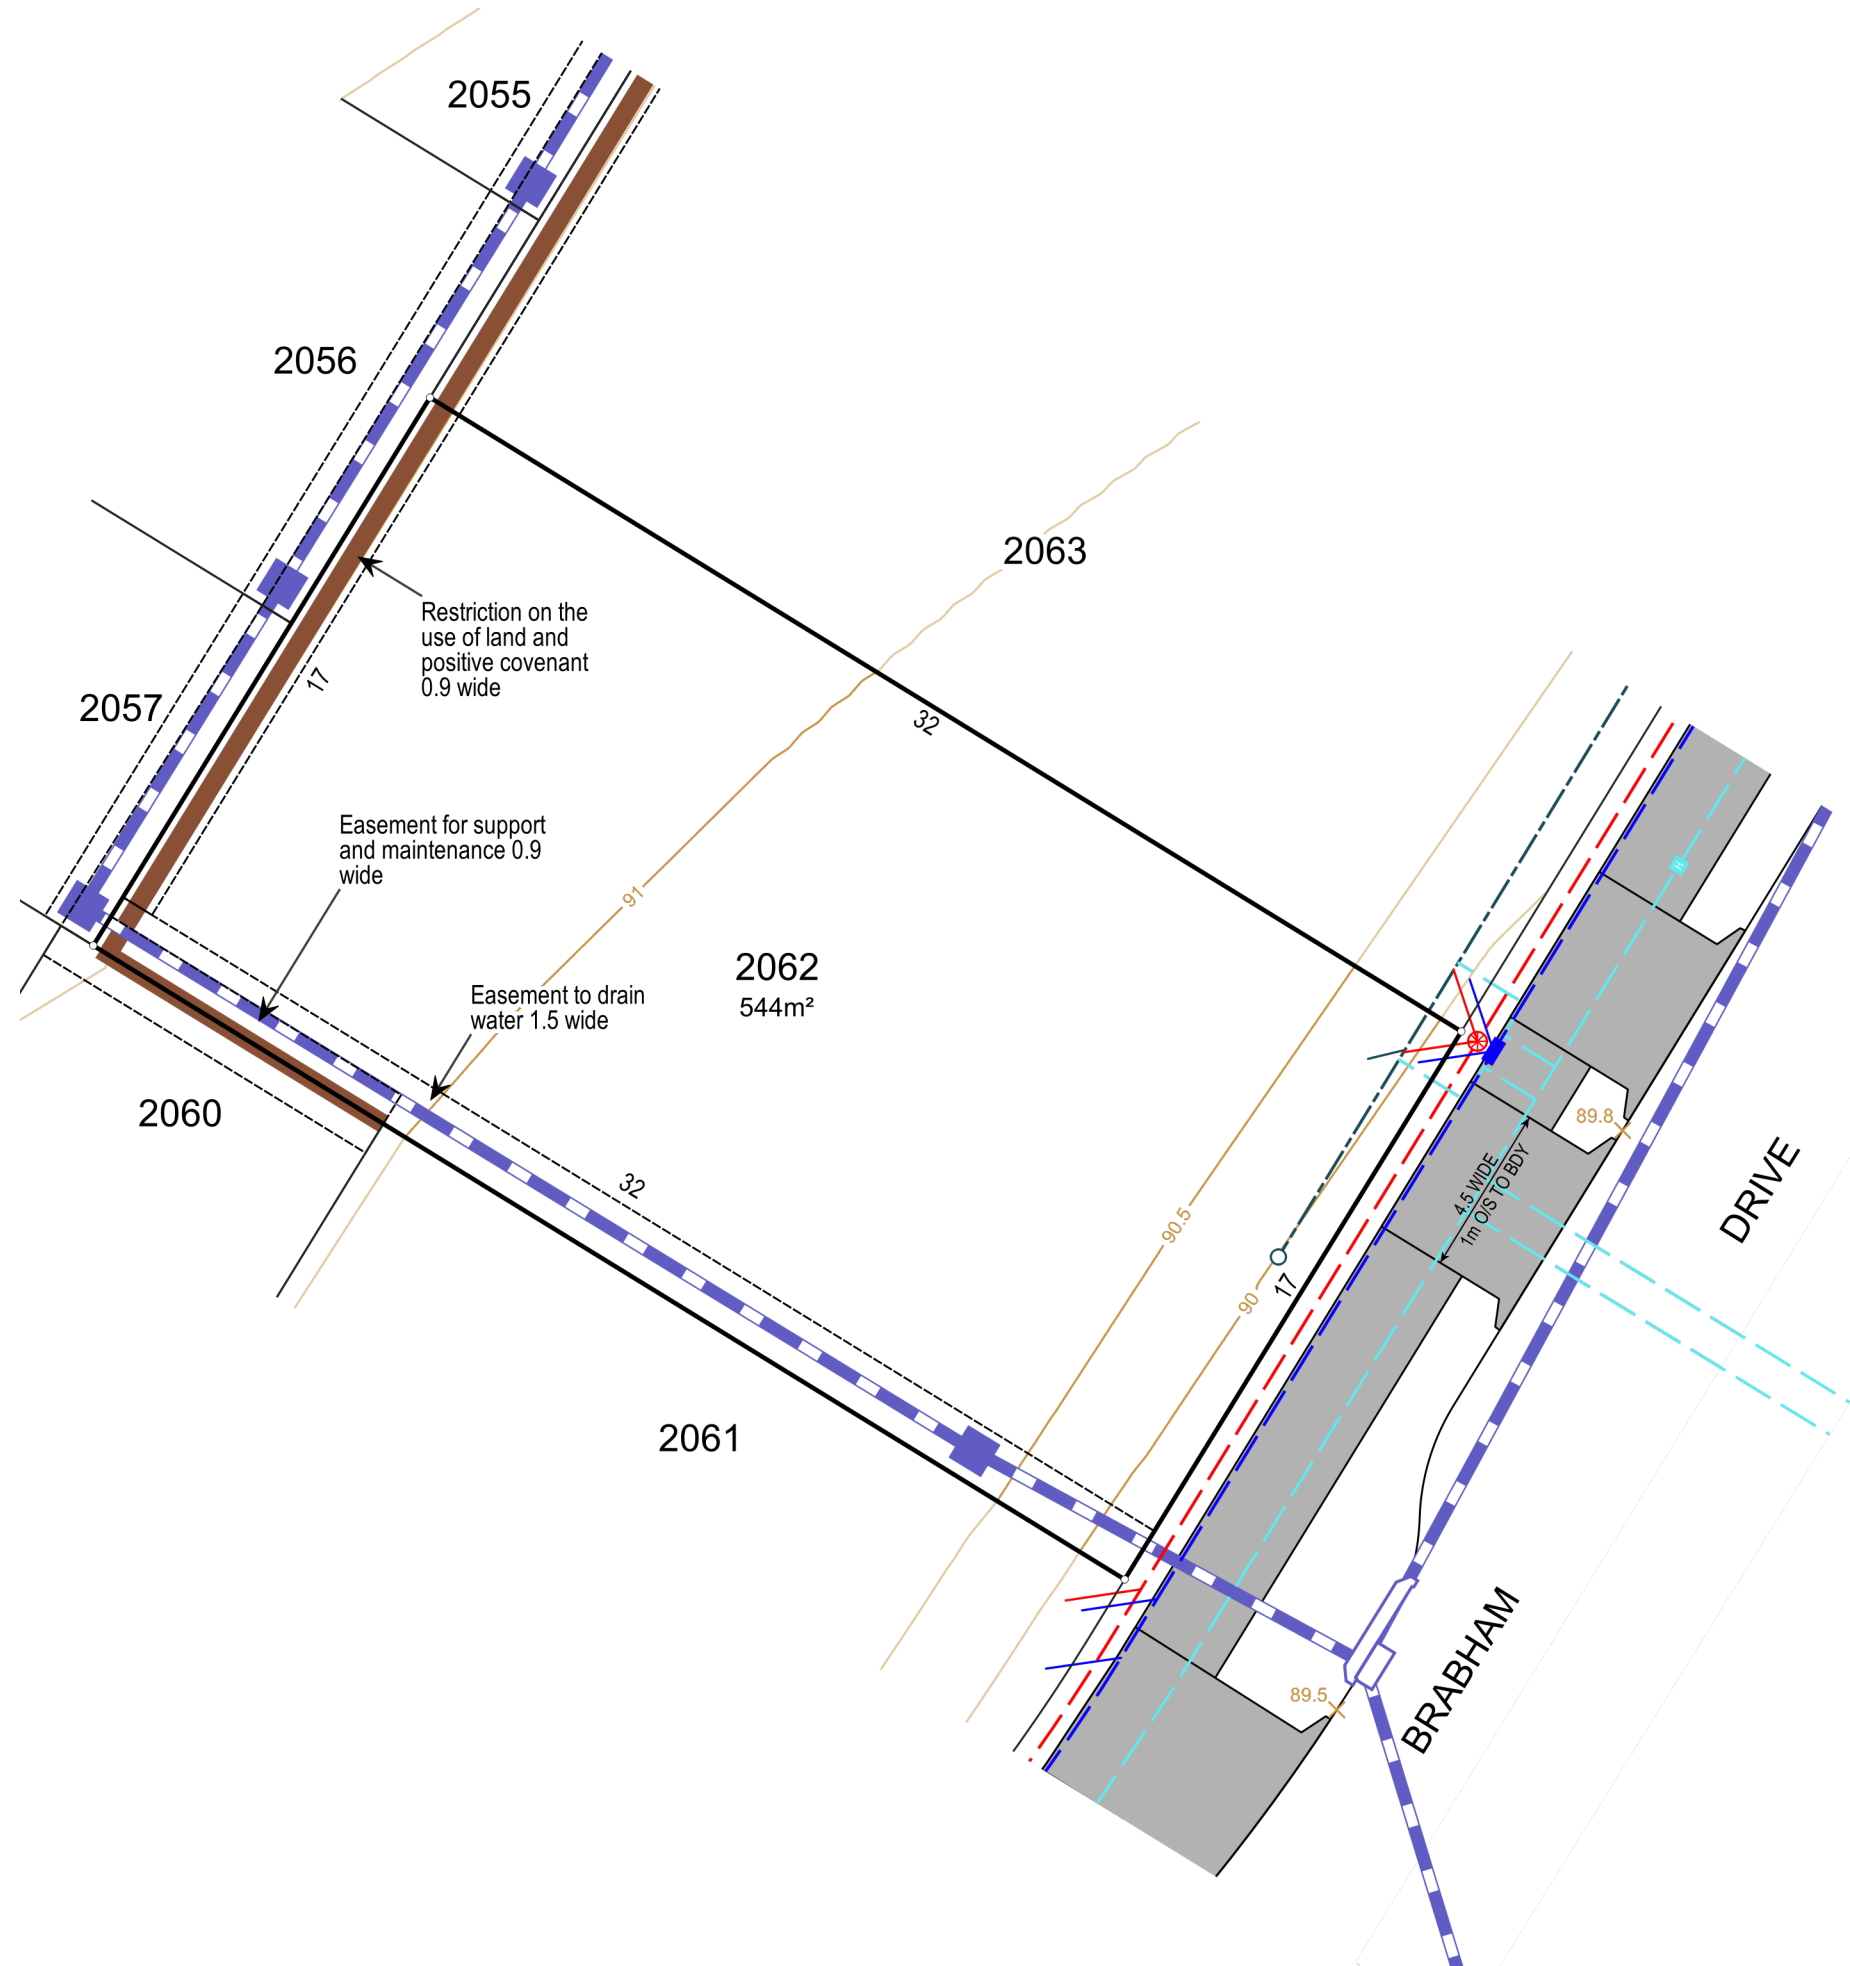 2055
2056
2063
Restriction on the
use of land and
positive covenant
0.9 wide
17
2057
32
Easement for support
and maintenance 0.9
wide
91
H
2062
544m²
Easement to drain
water 1.5 wide
2060
89.8
4.5 WIDE
1m O/S TO BDY
DRIVE
32
90.5
17
90
2061
BRABHAM
89.5